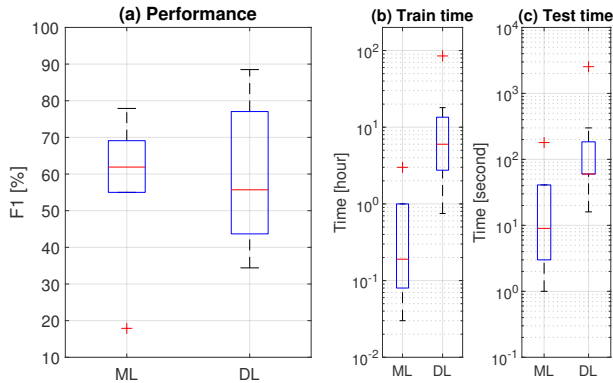 (a) Performance
F1 [%]
100
90
80
70
60
50
40
30
20
10
ML DL
(b) Train time
Time [hour]
10^2
10^1
10^0
10^-1
10^-2
ML DL
(c) Test time
Time [second]
10^4
10^3
10^2
10^1
10^0
10^-1
ML DL